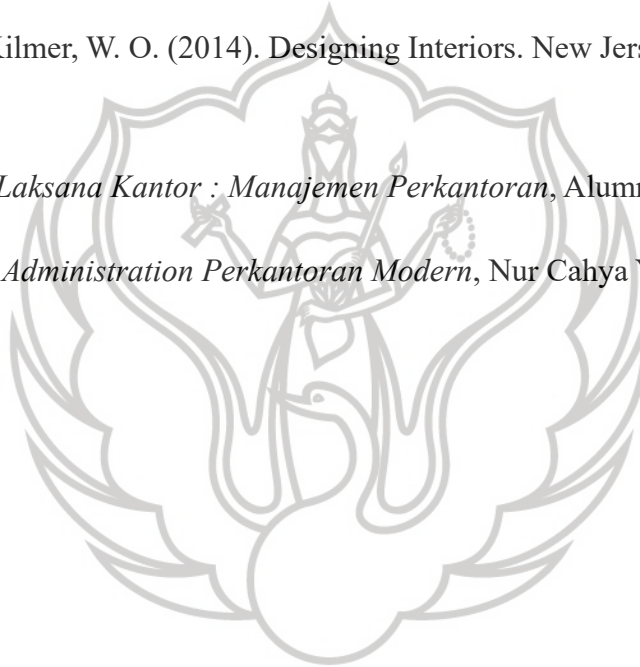 Kilmer, W. O. (2014). Designing Interiors. New Jers
Laksana Kantor : Manajemen Perkantoran, Alumn
Administration Perkantoran Modern, Nur Cahya Y